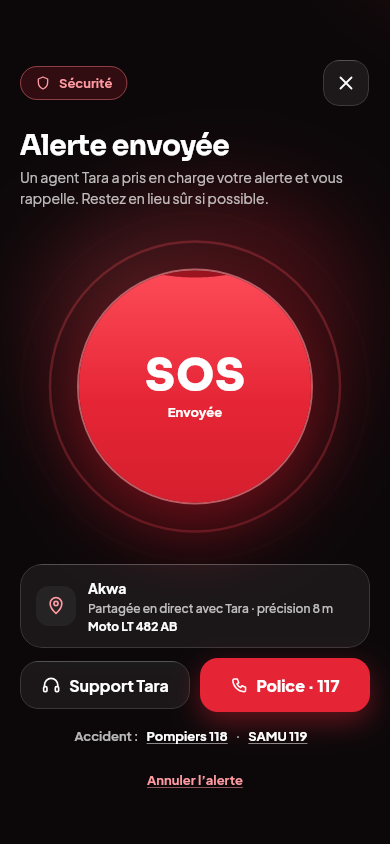 Sécurité
Alerte envoyée
Un agent Tara a pris en charge votre alerte et vous
rappelle. Restez en lieu sûr si possible.
SOS
Envoyée
Akwa
Partagée en direct avec Tara · précision 8 m
Moto LT 482 AB
Support Tara
Police · 117
Accident : Pompiers 118 · SAMU 119
Annuler l’alerte